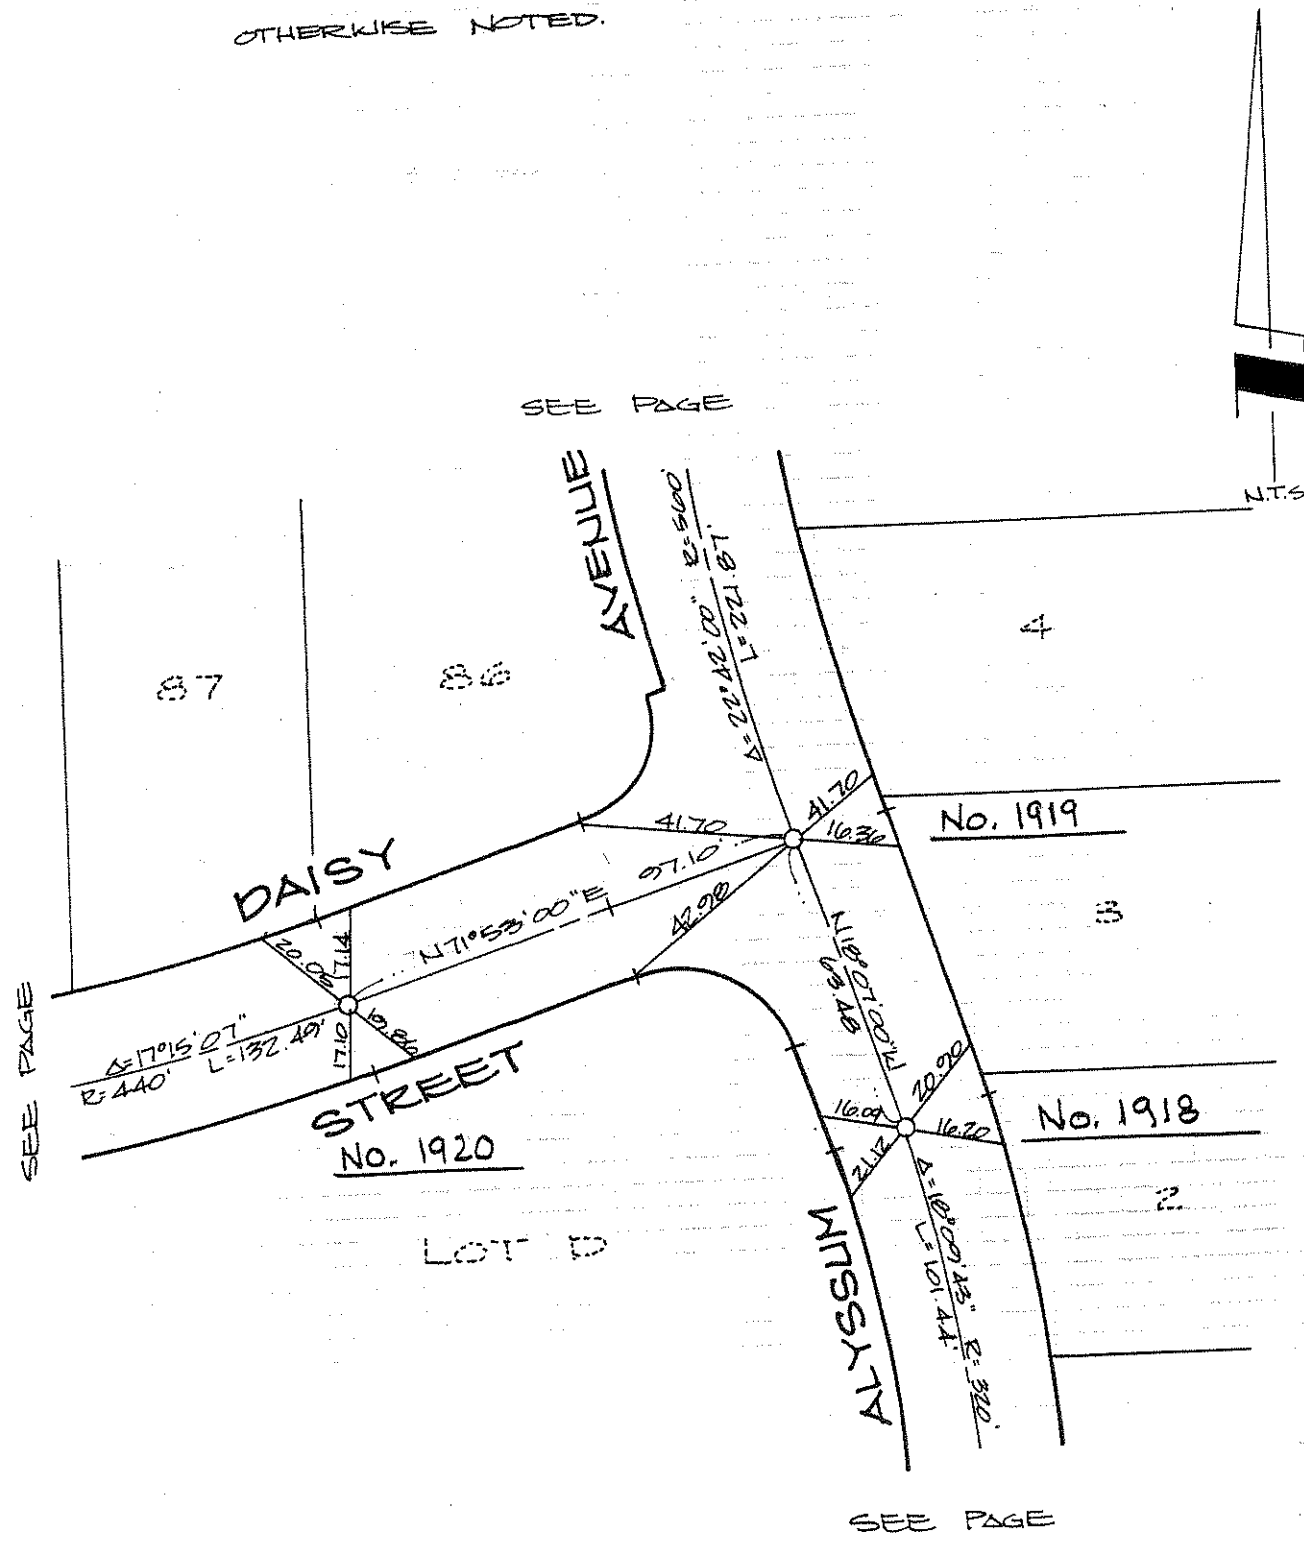 OTHERWISE NOTED.
N.T.S
SEE PAGE
AVENUE
R=560'
L=221.87'
Δ=22°42'00"
4
87
86
41.70
41.70
16.36
No. 1919
97.10'
42.98
DAISY
N71°53'00"E
3
20.08
17.14
N18°07'00"W
63.48
SEE PAGE
Δ=17°15'07"
R=440'
L=132.49'
17.10
19.86
STREET
No. 1920
20.90
16.09
16.20
No. 1918
21.12
2
LOT D
ALYSSUM
Δ=18°09'43"
R=320'
L=101.44'
SEE PAGE